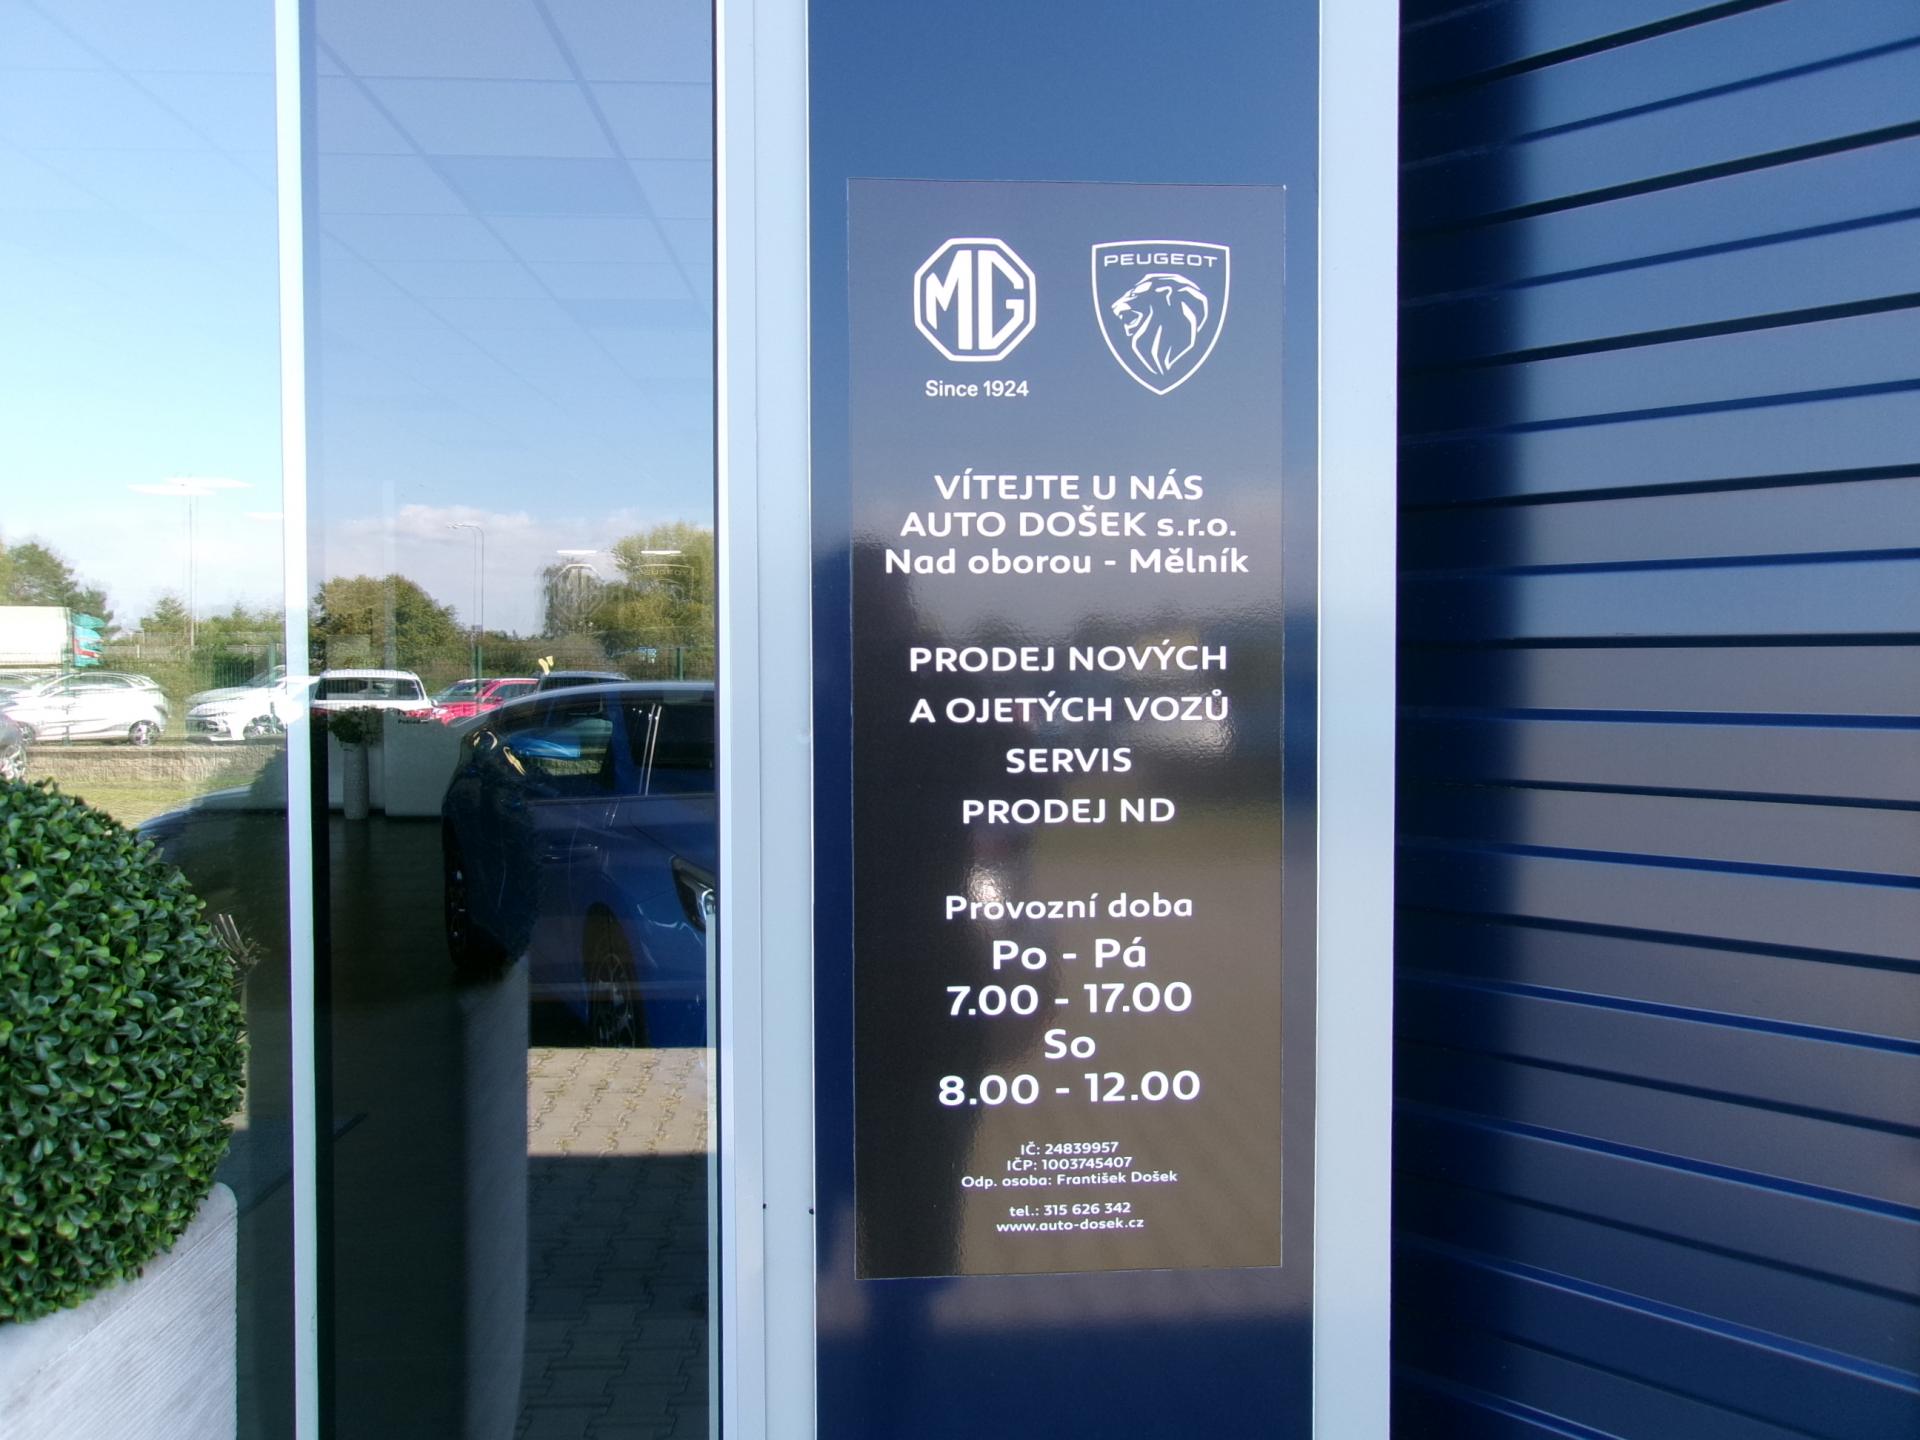 MG
PEUGEOT
Since 1924
VÍTEJTE U NÁS
AUTO DOŠEK s.r.o.
Nad oborou - Mělník
PRODEJ NOVÝCH
A OJETÝCH VOZŮ
SERVIS
PRODEJ ND
Provozní doba
Po - Pá
7.00 - 17.00
So
8.00 - 12.00
IČ: 24839957
IČP: 1003745407
Odp. osoba: František Došek
tel.: 315 626 342
www.auto-dosek.cz